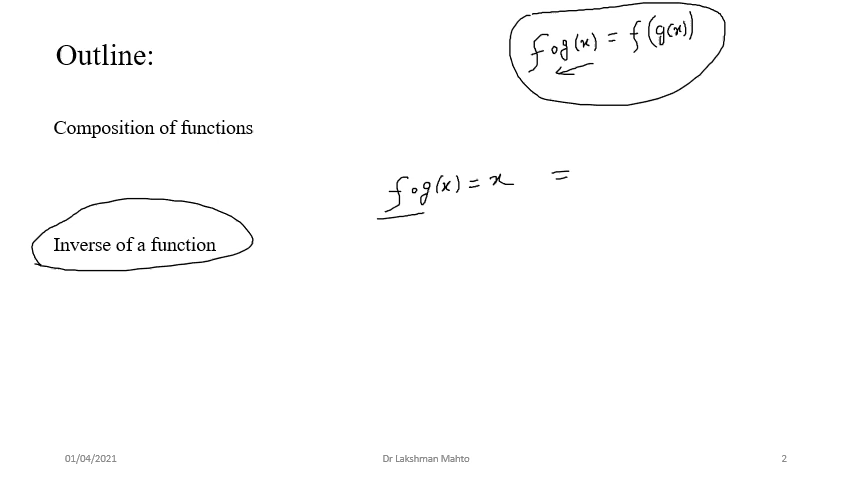 Outline:
fog(x) = f(g(x))
Composition of functions
fog(x) = x =
Inverse of a function
01/04/2021 Dr Lakshman Mahto 2